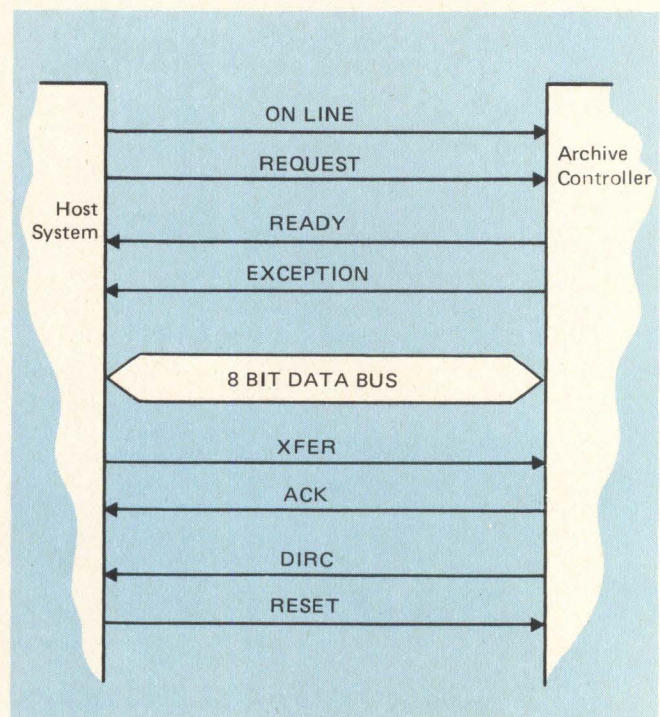 ON LINE
REQUEST
Archive
Controller
Host
System
READY
EXCEPTION
8 BIT DATA BUS
XFER
ACK
DIRC
RESET